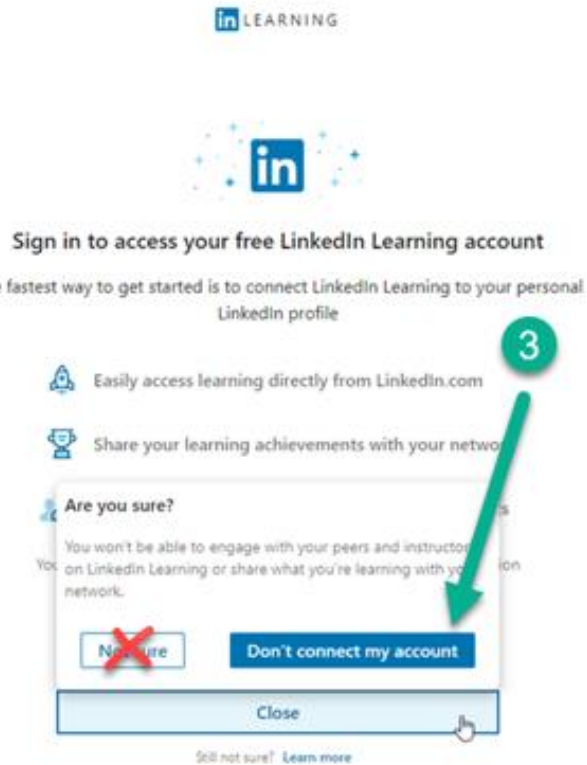 in LEARNING
in
Sign in to access your free LinkedIn Learning account
fastest way to get started is to connect LinkedIn Learning to your personal
LinkedIn profile
3
Easily access learning directly from LinkedIn.com
Share your learning achievements with your
Are you sure?
You won't be able to engage with your peers and
on LinkedIn Learning or share what you're learning with
network.
Don't connect my account
Close
Still not sure? Learn more